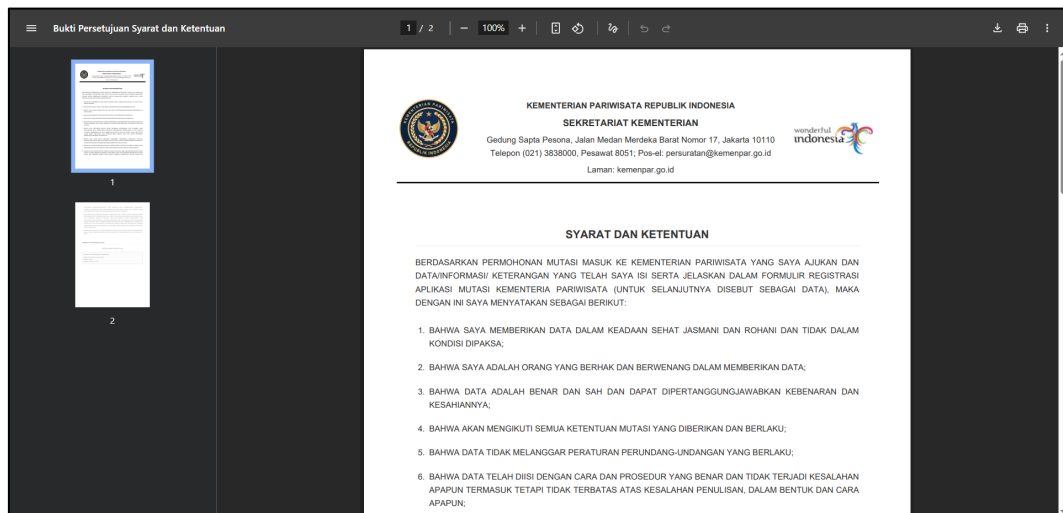 Bukti Persetujuan Syarat dan Ketentuan
1 / 2
100%
1
2
KEMENTERIAN PARIWISATA REPUBLIK INDONESIA
SEKRETARIAT KEMENTERIAN
Gedung Sapta Pesona, Jalan Medan Merdeka Barat Nomor 17, Jakarta 10110
Telepon (021) 3838000, Pesawat 8051; Pos-el: persuratan@kemenpar.go.id
Laman: kemenpar.go.id
KEMENTERIAN PARIWISATA
REPUBLIK INDONESIA
wonderful
indonesia
SYARAT DAN KETENTUAN
BERDASARKAN PERMOHONAN MUTASI MASUK KE KEMENTERIAN PARIWISATA YANG SAYA AJUKAN DAN
DATA/INFORMASI/ KETERANGAN YANG TELAH SAYA ISI SERTA JELASKAN DALAM FORMULIR REGISTRASI
APLIKASI MUTASI KEMENTERIA PARIWISATA (UNTUK SELANJUTNYA DISEBUT SEBAGAI DATA), MAKA
DENGAN INI SAYA MENYATAKAN SEBAGAI BERIKUT:
1. BAHWA SAYA MEMBERIKAN DATA DALAM KEADAAN SEHAT JASMANI DAN ROHANI DAN TIDAK DALAM
KONDISI DIPAKSA;
2. BAHWA SAYA ADALAH ORANG YANG BERHAK DAN BERWENANG DALAM MEMBERIKAN DATA;
3. BAHWA DATA ADALAH BENAR DAN SAH DAN DAPAT DIPERTANGGUNGJAWABKAN KEBENARAN DAN
KESAHIANNYA;
4. BAHWA AKAN MENGIKUTI SEMUA KETENTUAN MUTASI YANG DIBERIKAN DAN BERLAKU;
5. BAHWA DATA TIDAK MELANGGAR PERATURAN PERUNDANG-UNDANGAN YANG BERLAKU;
6. BAHWA DATA TELAH DIISI DENGAN CARA DAN PROSEDUR YANG BENAR DAN TIDAK TERJADI KESALAHAN
APAPUN TERMASUK TETAPI TIDAK TERBATAS ATAS KESALAHAN PENULISAN, DALAM BENTUK DAN CARA
APAPUN;